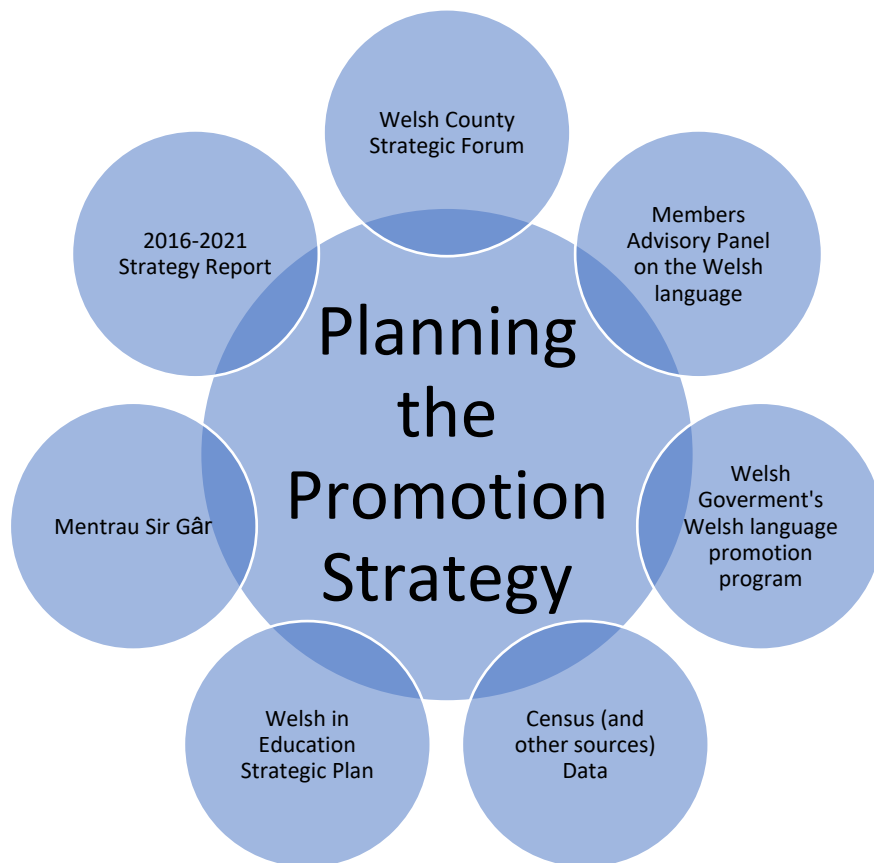 Welsh County
Strategic Forum
Members
Advisory Panel
on the Welsh
language
Welsh
Goverment's
Welsh language
promotion
program
Census (and
other sources)
Data
Welsh in
Education
Strategic Plan
Mentrau Sir Gâr
2016-2021
Strategy Report
Planning
the
Promotion
Strategy